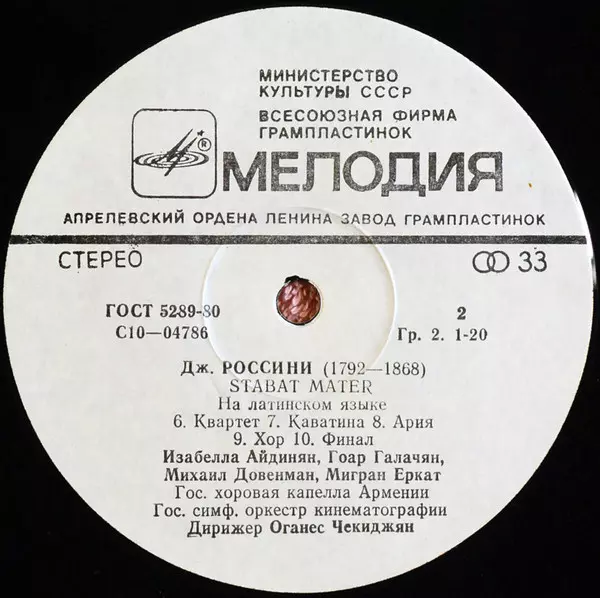 МИНИСТЕРСТВО
КУЛЬТУРЫ СССР
ВСЕСОЮЗНАЯ ФИРМА
ГРАМПЛАСТИНОК
®
МЕЛОДИЯ
АПРЕЛЕВСКИЙ ОРДЕНА ЛЕНИНА ЗАВОД ГРАМПЛАСТИНОК
СТЕРЕО 33
ГОСТ 5289-80 2
С10—04786 Гр. 2. 1-20
Дж. РОССИНИ (1792—1868)
STABAT MATER
На латинском языке
6. Квартет 7. Каватина 8. Ария
9. Хор 10. Финал
Изабелла Айдинян, Гоар Галачян,
Михаил Довенман, Мигран Еркат
Гос. хоровая капелла Армении
Гос. симф. оркестр кинематографии
Дирижер Оганес Чекиджян